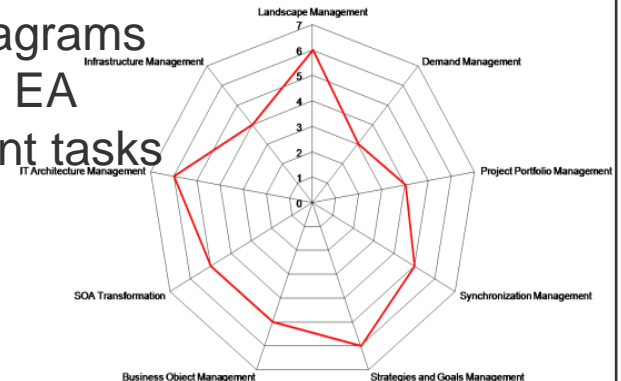 agrams
EA
nt tasks
Landscape Management
Infrastructure Management
Demand Management
IT Architecture Management
Project Portfolio Management
SOA Transformation
Synchronization Management
Business Object Management
Strategies and Goals Management
7
6
5
4
3
2
1
0